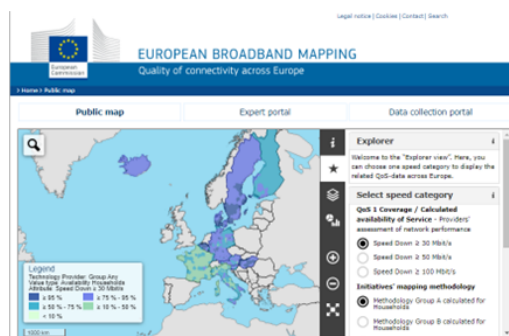 Legal notice | Cookies | Contact | Search
European
Commission
EUROPEAN BROADBAND MAPPING
Quality of connectivity across Europe
> Home > Public map
Public map
Expert portal
Data collection portal
Explorer
i
Welcome to the "Explorer view". Here, you
can choose one speed category to display the
related QoS-data across Europe.
Select speed category
i
QoS 1 Coverage / Calculated
availability of Service - Providers'
assessment of network performance
Speed Down ≥ 30 Mbit/s
Speed Down ≥ 50 Mbit/s
Speed Down ≥ 100 Mbit/s
Initiatives' mapping methodology
Methodology Group A calculated for
Households
Methodology Group B calculated for
Households
Legend
Technology Provider: Group Any
Value type: Availability Households
Attribute: Speed Down ≥ 30 Mbit/s
≥ 95 %
≥ 75 % - 95 %
≥ 50 % - 75 %
≥ 10 % - 50 %
< 10 %
1000 km